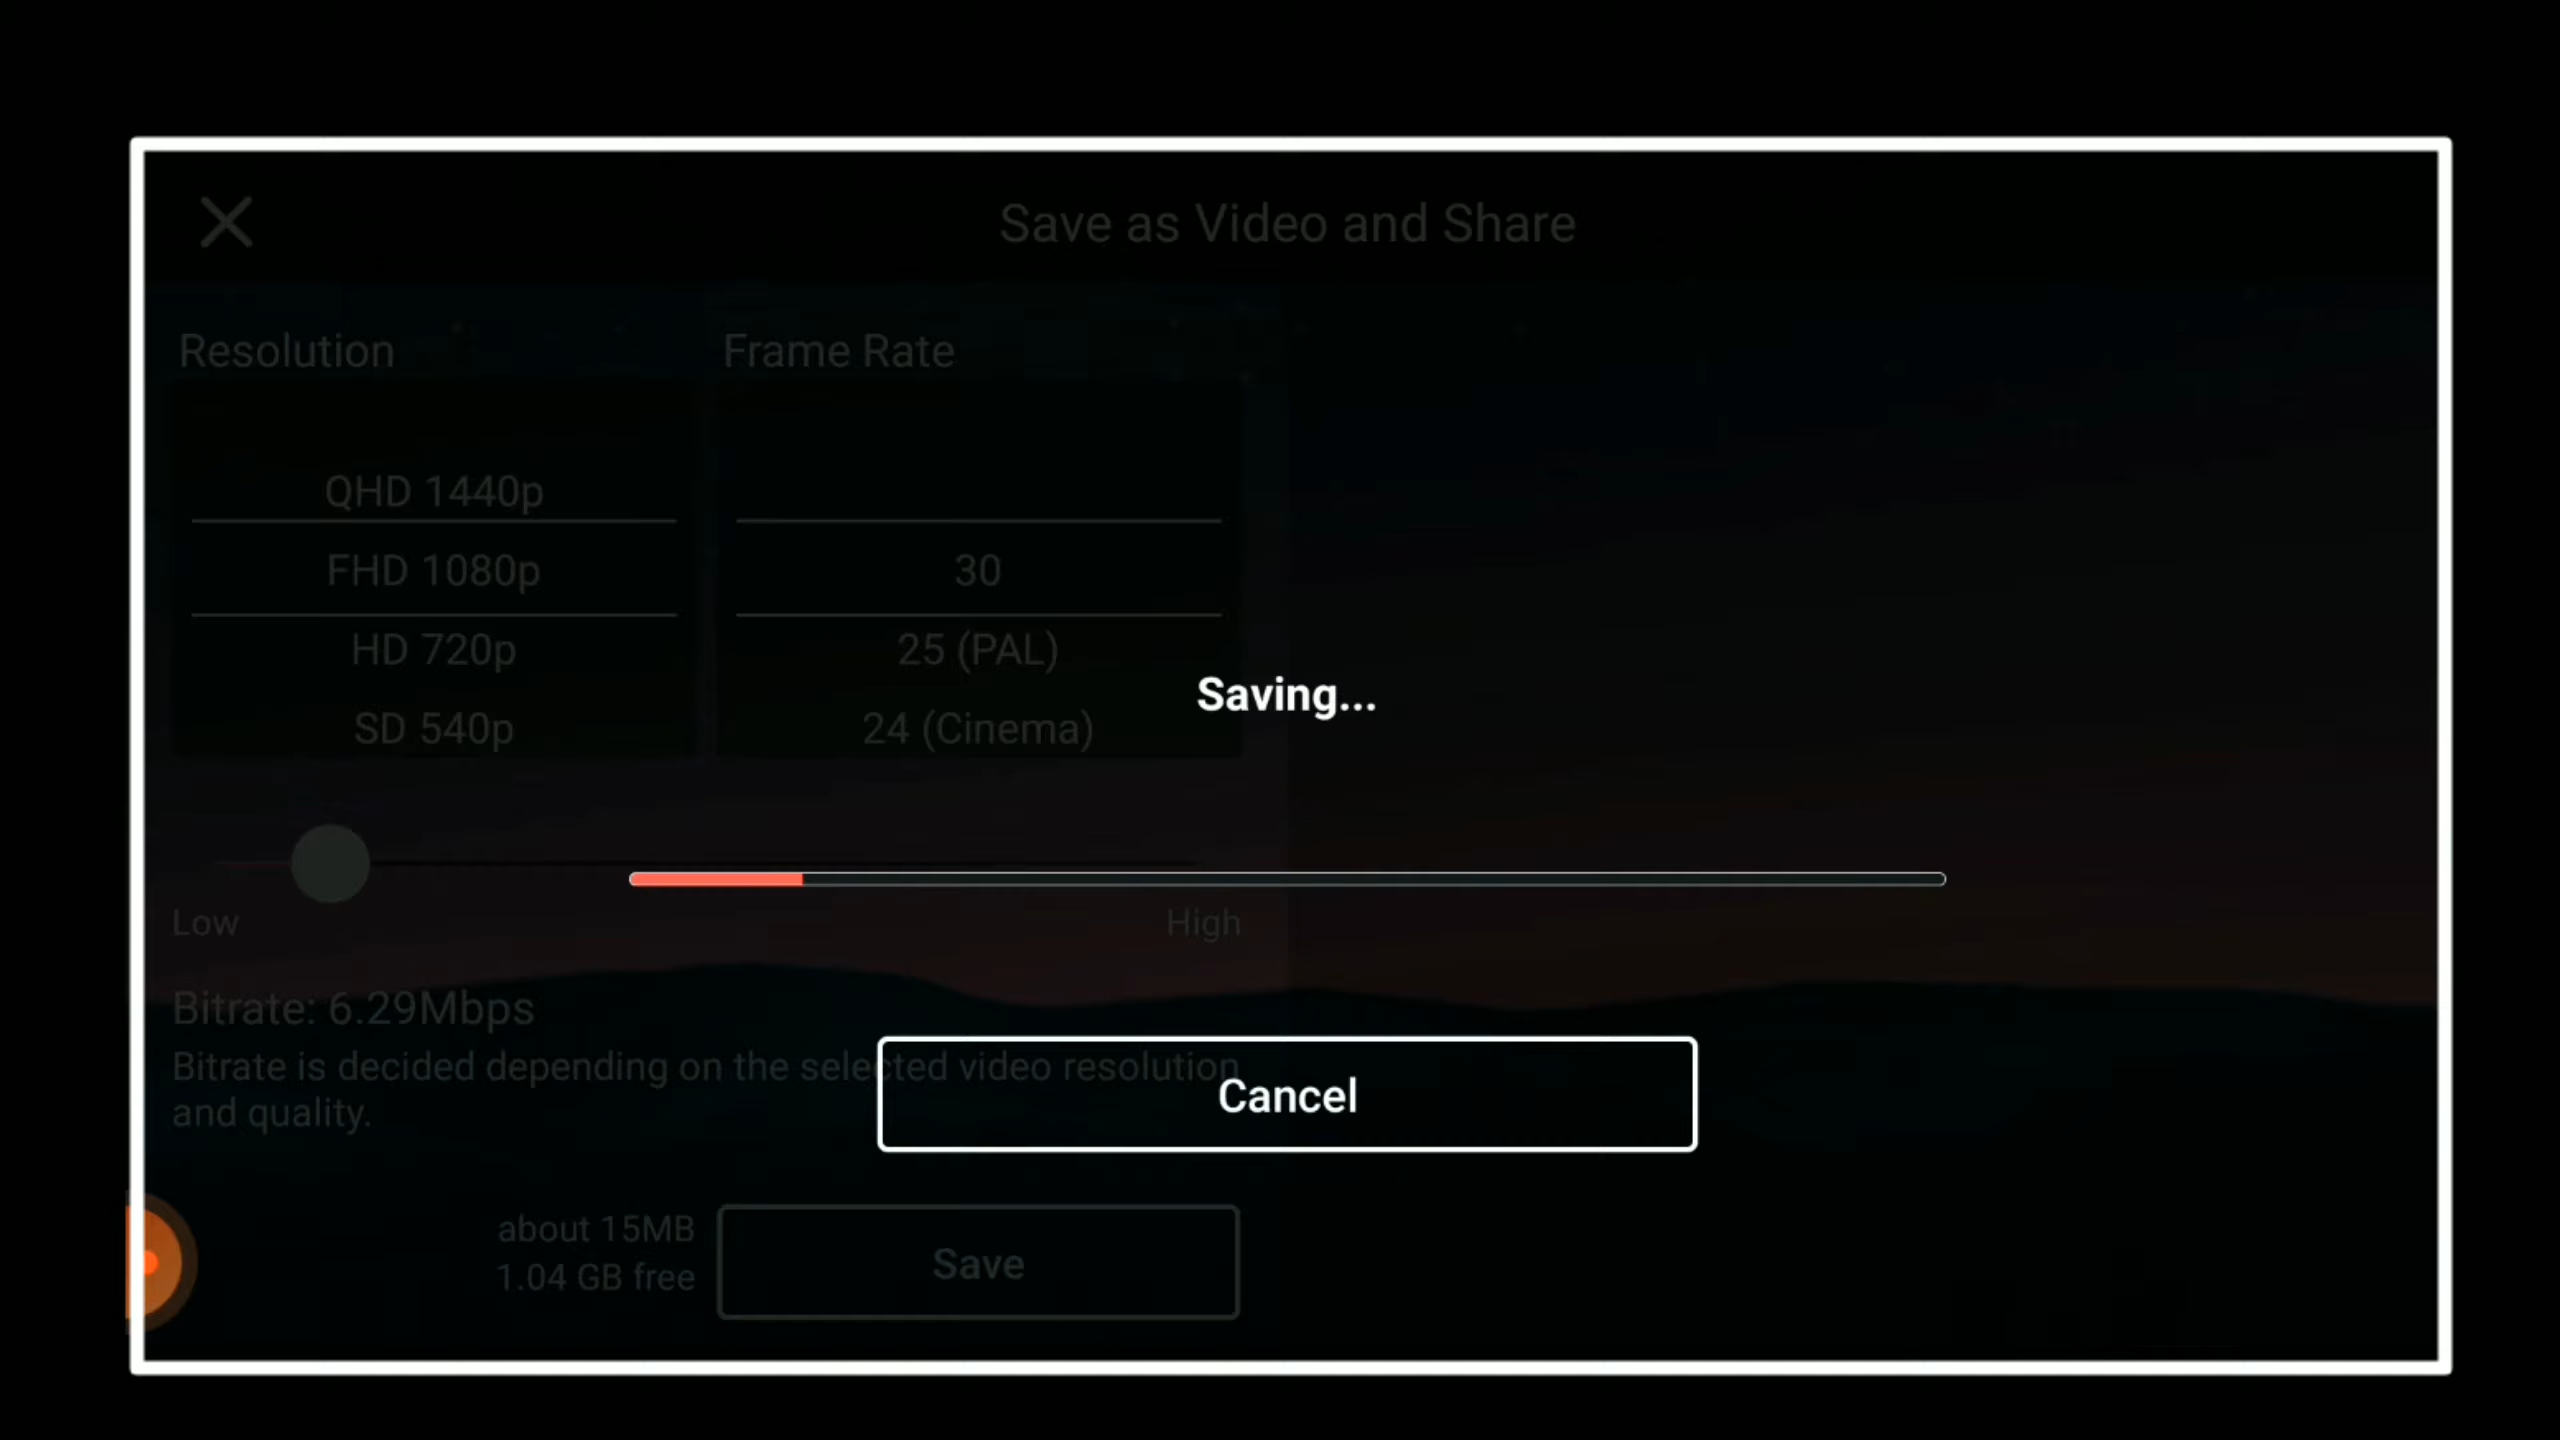 Save as Video and Share
Resolution
Frame Rate
QHD 1440p
FHD 1080p
HD 720p
SD 540p
30
25 (PAL)
24 (Cinema)
Saving...
Low
High
Bitrate: 6.29Mbps
Bitrate is decided depending on the selected video resolution
and quality.
Cancel
about 15MB
1.04 GB free
Save